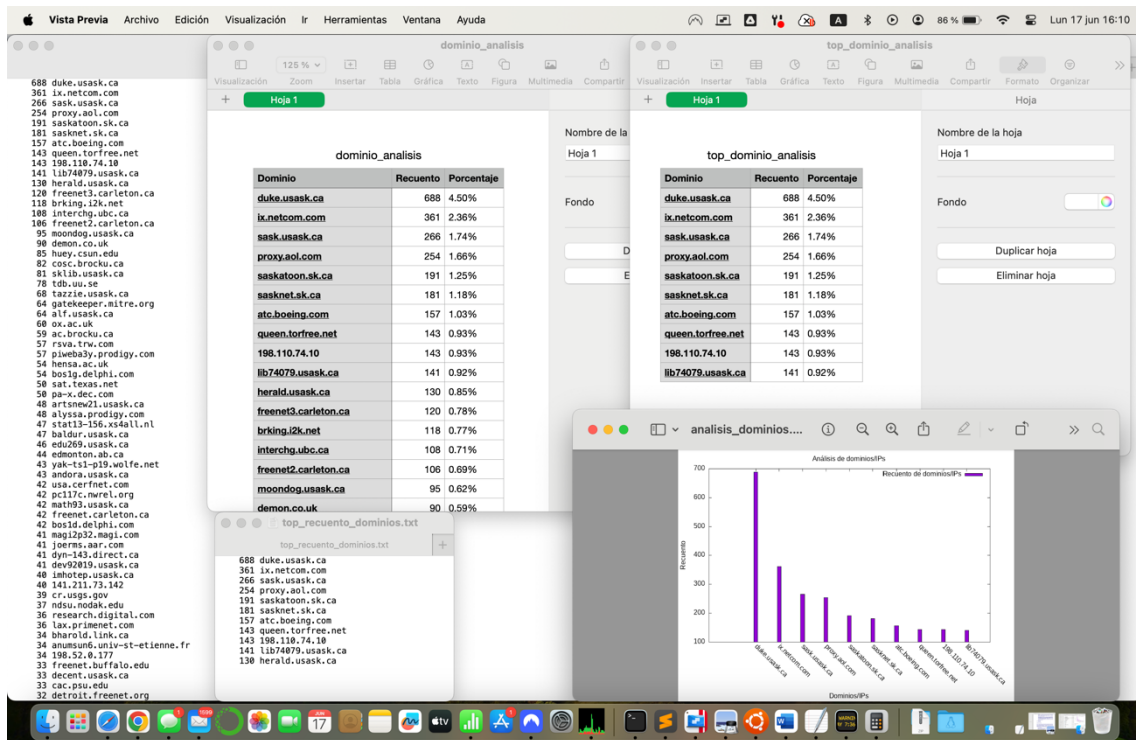 Vista Previa Archivo Edición Visualización Ir Herramientas Ventana Ayuda 86 % Lun 17 jun 16:10
688 duke.usask.ca
361 ix.netcom.com
266 sask.usask.ca
254 proxy.aol.com
191 saskatoon.sk.ca
181 sasknet.sk.ca
157 atc.boeing.com
143 queen.torfree.net
143 198.110.74.10
141 lib74079.usask.ca
130 herald.usask.ca
120 freenet3.carleton.ca
118 brking.i2k.net
108 interchg.ubc.ca
106 freenet2.carleton.ca
95 moondog.usask.ca
90 demon.co.uk
85 huey.csun.edu
82 cosc.brocku.ca
81 sklib.usask.ca
78 tdb.uu.se
68 tazzie.usask.ca
64 gatekeeper.mitre.org
64 alf.usask.ca
60 ox.ac.uk
59 ac.brocku.ca
57 rsva.trw.com
57 piweba3y.prodigy.com
54 hensa.ac.uk
54 bos1g.delphi.com
50 sat.texas.net
50 pa-x.dec.com
48 artsnew21.usask.ca
48 alyssa.prodigy.com
47 stat13-156.xs4all.nl
47 baldur.usask.ca
46 edu269.usask.ca
44 edmonton.ab.ca
43 yak-ts1-p19.wolfe.net
43 andora.usask.ca
42 usa.cerfnet.com
42 pc117c.nwrel.org
42 math93.usask.ca
42 freenet.carleton.ca
42 bos1d.delphi.com
41 magi2p32.magi.com
41 joerms.aar.com
41 dyn-143.direct.ca
41 dev92019.usask.ca
40 imhotep.usask.ca
40 141.211.73.142
39 cr.usgs.gov
37 ndsu.nodak.edu
36 research.digital.com
36 lax.primenet.com
34 bharold.link.ca
34 anumsun6.univ-st-etienne.fr
34 198.52.0.177
33 freenet.buffalo.edu
33 decent.usask.ca
33 cac.psu.edu
32 detroit.freenet.org
dominio_analisis
125 %
Visualización Zoom Insertar Tabla Gráfica Texto Figura Multimedia Compartir
Hoja 1
Nombre de la
Hoja 1
Fondo
D
E
dominio_analisis
Dominio Recuento Porcentaje
duke.usask.ca 688 4.50%
ix.netcom.com 361 2.36%
sask.usask.ca 266 1.74%
proxy.aol.com 254 1.66%
saskatoon.sk.ca 191 1.25%
sasknet.sk.ca 181 1.18%
atc.boeing.com 157 1.03%
queen.torfree.net 143 0.93%
198.110.74.10 143 0.93%
lib74079.usask.ca 141 0.92%
herald.usask.ca 130 0.85%
freenet3.carleton.ca 120 0.78%
brking.i2k.net 118 0.77%
interchg.ubc.ca 108 0.71%
freenet2.carleton.ca 106 0.69%
moondog.usask.ca 95 0.62%
demon.co.uk 90 0.59%
top_dominio_analisis
Visualización Insertar Tabla Gráfica Texto Figura Multimedia Compartir Formato Organizar
Hoja 1
Hoja
Nombre de la hoja
Hoja 1
Fondo
Duplicar hoja
Eliminar hoja
top_dominio_analisis
Dominio Recuento Porcentaje
duke.usask.ca 688 4.50%
ix.netcom.com 361 2.36%
sask.usask.ca 266 1.74%
proxy.aol.com 254 1.66%
saskatoon.sk.ca 191 1.25%
sasknet.sk.ca 181 1.18%
atc.boeing.com 157 1.03%
queen.torfree.net 143 0.93%
198.110.74.10 143 0.93%
lib74079.usask.ca 141 0.92%
top_recuento_dominios.txt
top_recuento_dominios.txt
688 duke.usask.ca
361 ix.netcom.com
266 sask.usask.ca
254 proxy.aol.com
191 saskatoon.sk.ca
181 sasknet.sk.ca
157 atc.boeing.com
143 queen.torfree.net
143 198.110.74.10
141 lib74079.usask.ca
130 herald.usask.ca
analisis_dominios....
Análisis de dominios/IPs
Recuento de dominios/IPs
Recuento
700
600
500
400
300
200
100
duke.usask.ca
ix.netcom.com
sask.usask.ca
proxy.aol.com
saskatoon.sk.ca
sasknet.sk.ca
atc.boeing.com
queen.torfree.net
198.110.74.10
lib74079.usask.ca
Dominios/IPs
JUN
17
tv